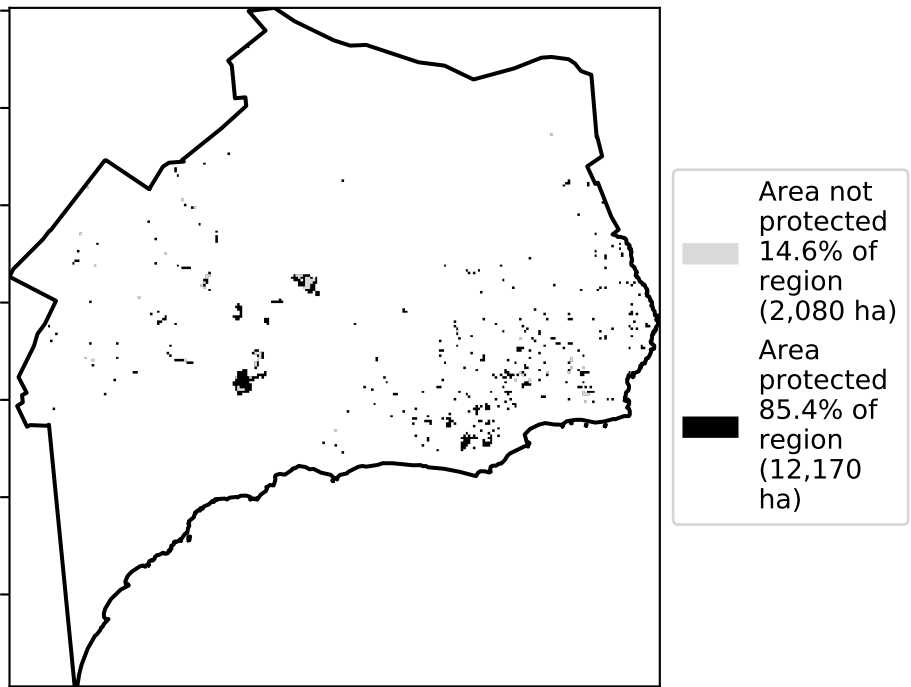 Area not
protected
14.6% of
region
(2,080 ha)
Area
protected
85.4% of
region
(12,170
ha)